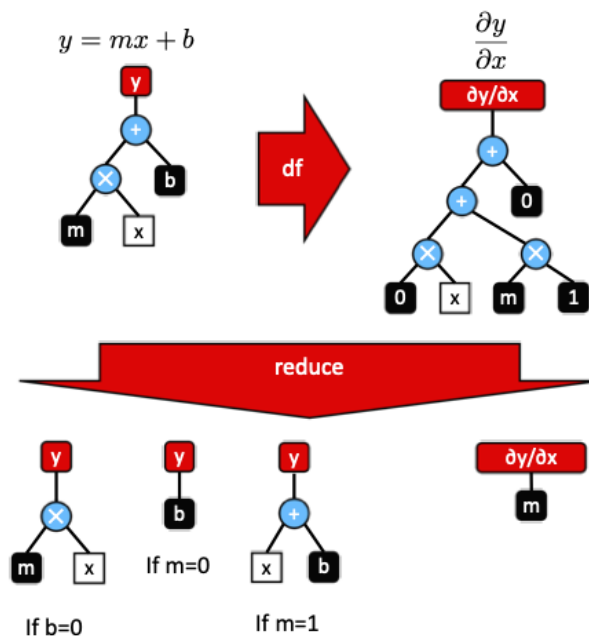 y = mx + b
∂y
∂x
y
∂y/∂x
+
+
× b
df
+ 0
m x
× ×
0 x m 1
reduce
y y y ∂y/∂x
× b + m
m x x b
If m=0
If b=0 If m=1